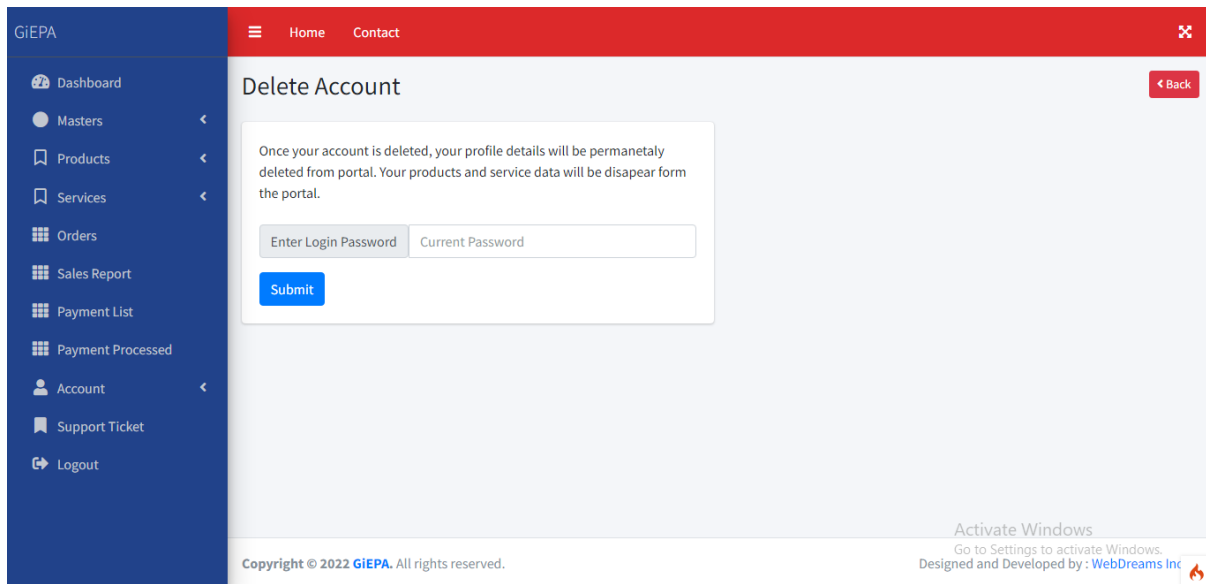 GiEPA
Home Contact
Dashboard
Masters
Products
Services
Orders
Sales Report
Payment List
Payment Processed
Account
Support Ticket
Logout
Delete Account
Back
Once your account is deleted, your profile details will be permanetaly
deleted from portal. Your products and service data will be disapear form
the portal.
Enter Login Password Current Password
Submit
Activate Windows
Go to Settings to activate Windows.
Copyright © 2022 GiEPA. All rights reserved.
Designed and Developed by : WebDreams